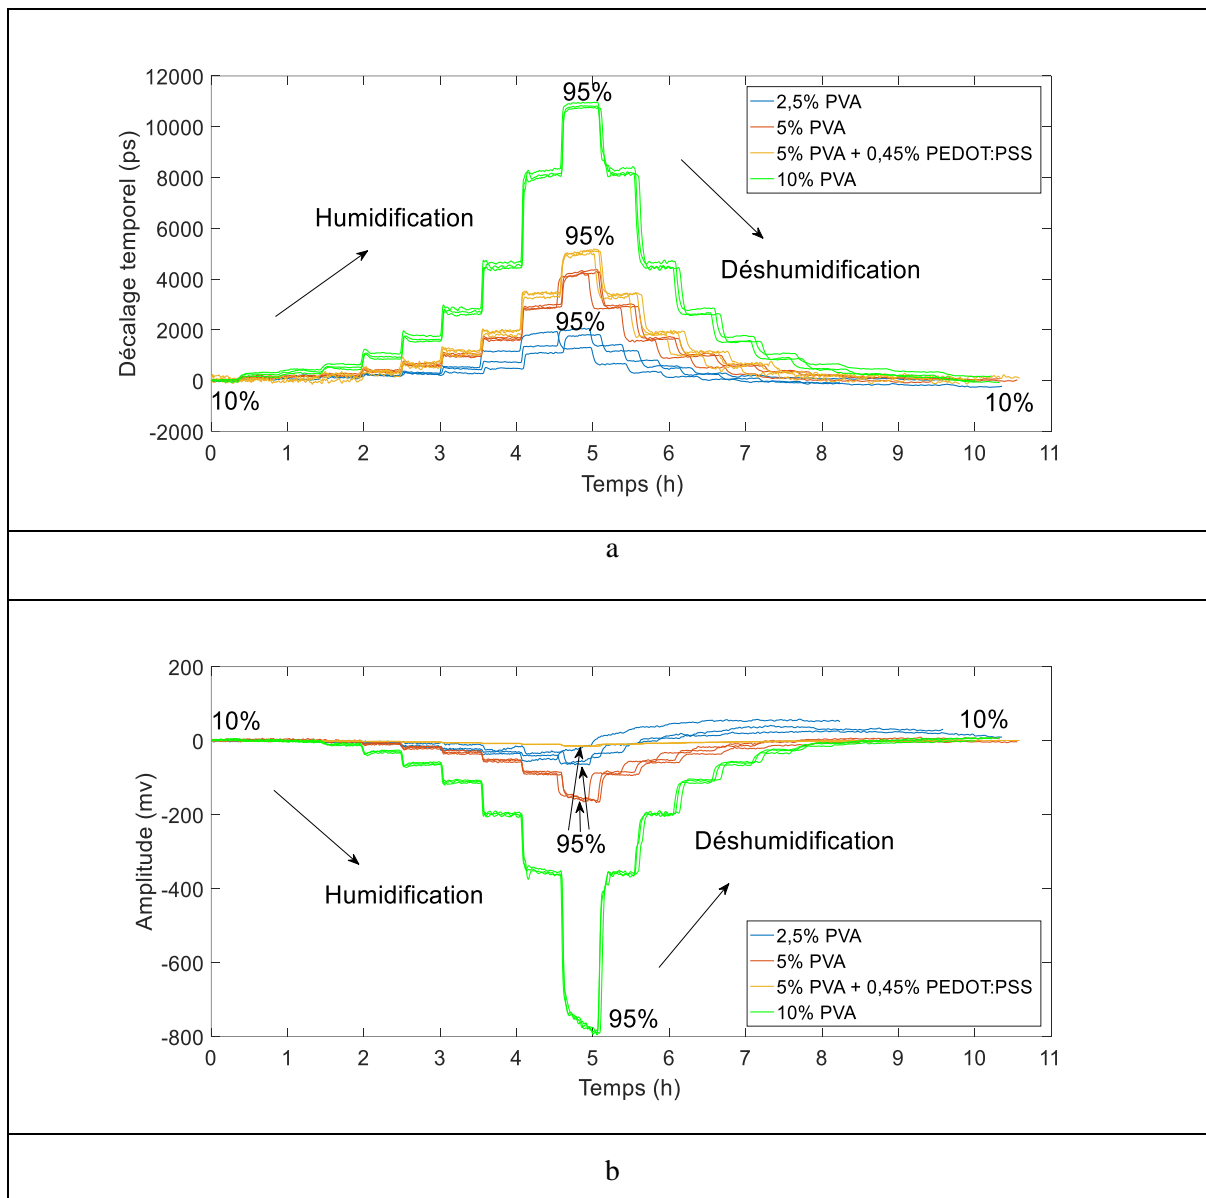 12000
10000
8000
6000
4000
2000
0
-2000
Décalage temporel (ps)
95%
2,5% PVA
5% PVA
5% PVA + 0,45% PEDOT:PSS
10% PVA
Humidification
95%
Déshumidification
95%
10%
10%
0 1 2 3 4 5 6 7 8 9 10 11
Temps (h)
a
200
0
-200
-400
-600
-800
Amplitude (mv)
10%
10%
95%
Déshumidification
Humidification
2,5% PVA
5% PVA
5% PVA + 0,45% PEDOT:PSS
10% PVA
95%
0 1 2 3 4 5 6 7 8 9 10 11
Temps (h)
b